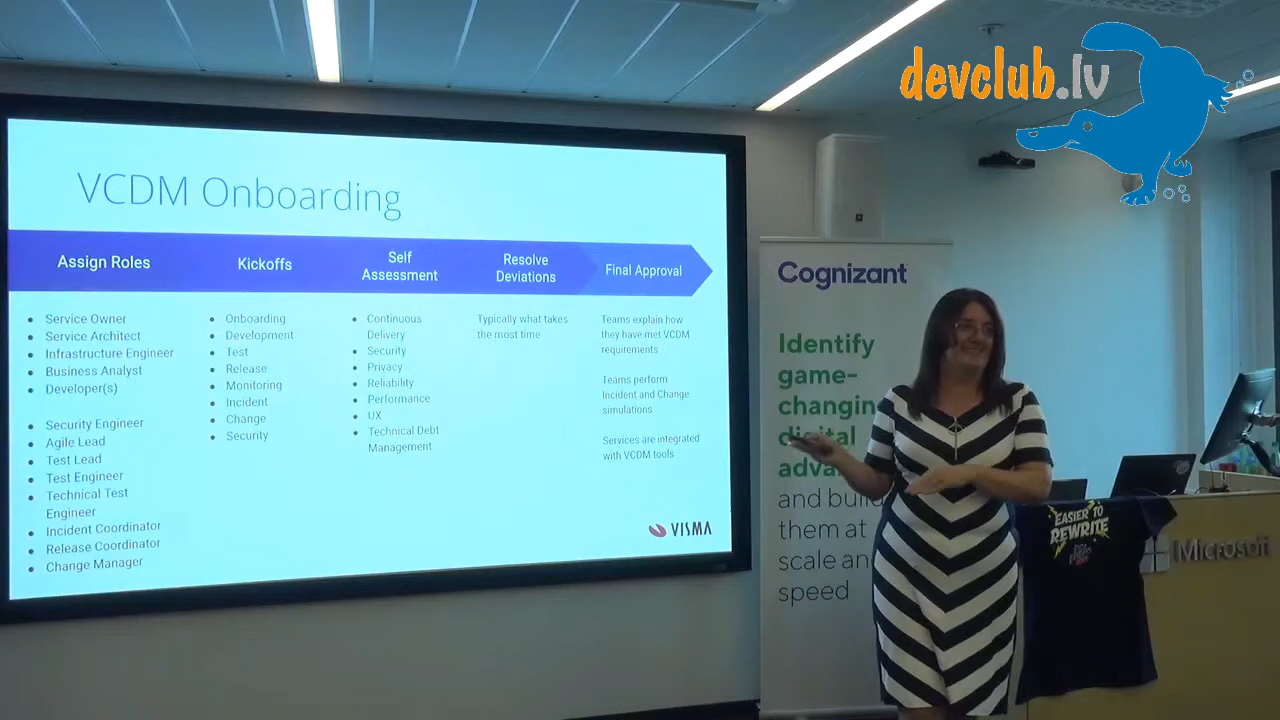 devclub.lv
VCDM Onboarding
Assign Roles
Service Owner
Service Architect
Infrastructure Engineer
Business Analyst
Developer(s)
Security Engineer
Agile Lead
Test Lead
Test Engineer
Technical Test
Engineer
Incident Coordinator
Release Coordinator
Change Manager
Kickoffs
Onboarding
Development
Test
Release
Monitoring
Incident
Change
Security
Self
Assessment
Continuous
Delivery
Security
Privacy
Reliability
Performance
UX
Technical Debt
Management
Resolve
Deviations
Typically what takes
the most time
Final Approval
Teams explain how
they have met VCDM
requirements
Teams perform
Incident and Change
simulations
Services are integrated
with VCDM tools
VISMA
Cognizant
Identify
game-
changin
digital
adva
and build
them at
scale an
speed
EASIER TO
REWRITE
Microsoft